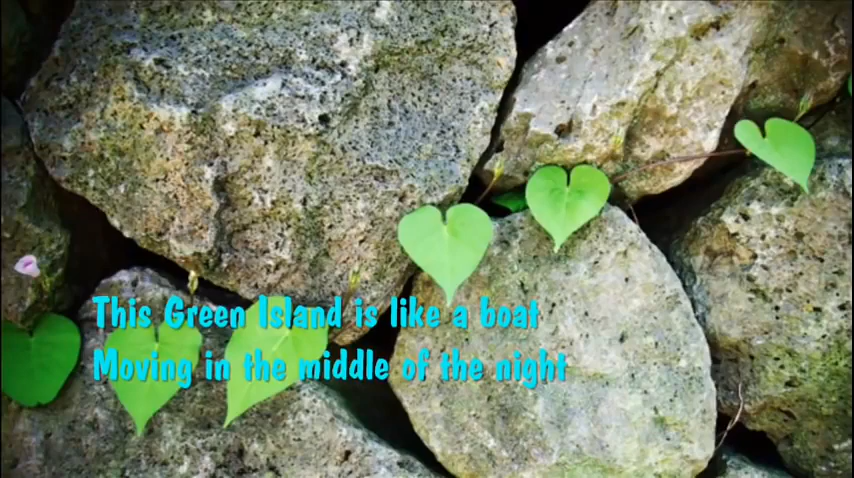 This Green Island is like a boat
Moving in the middle of the night